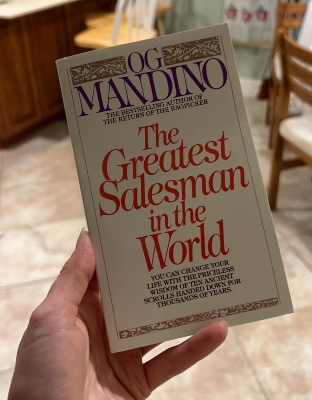 OG
MANDINO
THE BESTSELLING AUTHOR OF
THE RETURN OF THE RAGPICKER
The
Greatest
Salesman
in the
World
YOU CAN CHANGE YOUR
LIFE WITH THE PRICELESS
WISDOM OF TEN ANCIENT
SCROLLS HANDED DOWN FOR
THOUSANDS OF YEARS.